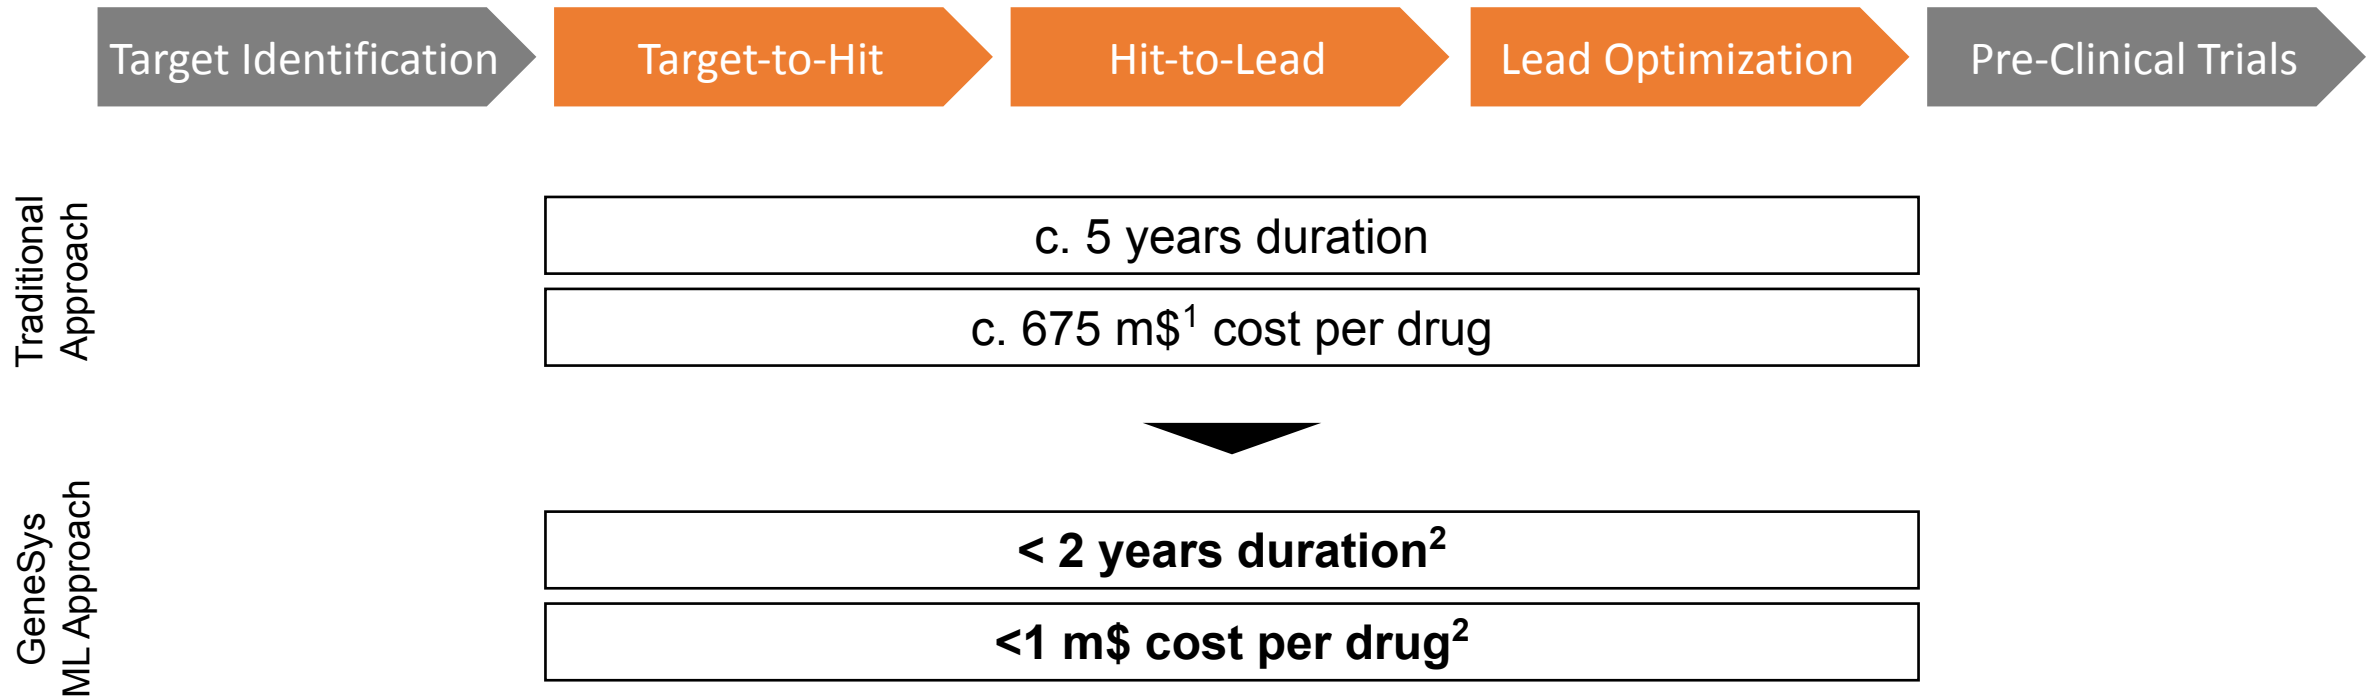 Target Identification
Target-to-Hit
Hit-to-Lead
Lead Optimization
Pre-Clinical Trials
Traditional
Approach
c. 5 years duration
c. 675 m$¹ cost per drug
GeneSys
ML Approach
< 2 years duration²
<1 m$ cost per drug²